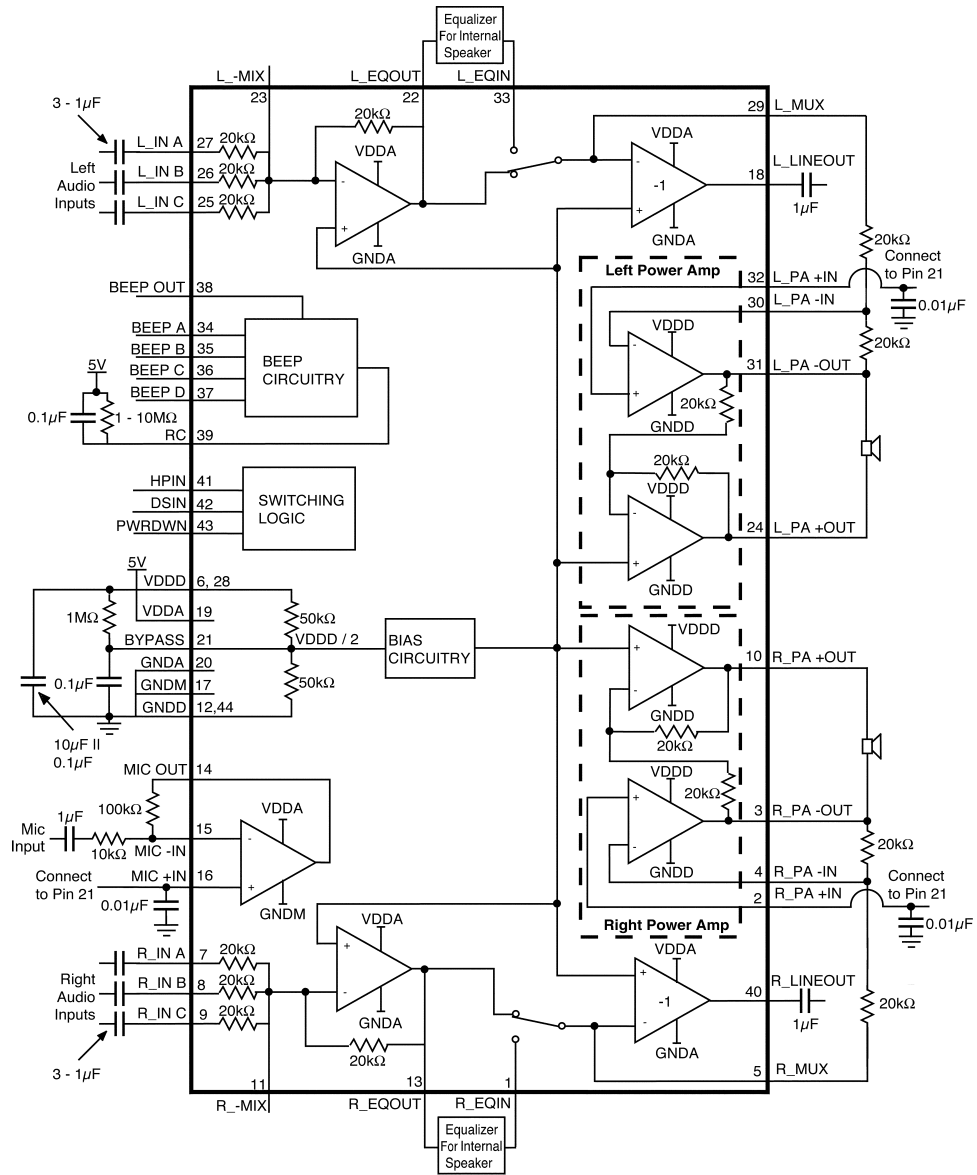 Equalizer
For Internal
Speaker
L_-MIX
L_EQOUT
L_EQIN
23
22
33
29
L_MUX
3 - 1µF
20kΩ
VDDA
VDDA
L_IN A
27
20kΩ
L_IN B
26
20kΩ
L_IN C
25
20kΩ
Left
Audio
Inputs
-
+
GNDA
-
-1
+
GNDA
18
L_LINEOUT
1µF
20kΩ
Connect
to Pin 21
0.01µF
Left Power Amp
32
L_PA +IN
30
L_PA -IN
20kΩ
BEEP OUT
38
BEEP A
34
BEEP B
35
BEEP C
36
BEEP D
37
BEEP
CIRCUITRY
5V
0.1µF
1 - 10MΩ
RC
39
VDDD
-
+
GNDD
31
L_PA -OUT
20kΩ
20kΩ
VDDD
-
+
GNDD
24
L_PA +OUT
HPIN
41
DSIN
42
PWRDWN
43
SWITCHING
LOGIC
5V
VDDD
6, 28
1MΩ
VDDA
19
50kΩ
BYPASS
21
VDDD / 2
BIAS
CIRCUITRY
GNDA
20
0.1µF
GNDM
17
50kΩ
GNDD
12,44
10µF II
0.1µF
VDDD
+
-
GNDD
20kΩ
10
R_PA +OUT
VDDD
20kΩ
+
-
GNDD
3
R_PA -OUT
20kΩ
4
R_PA -IN
2
R_PA +IN
Connect
to Pin 21
0.01µF
Right Power Amp
MIC OUT
14
100kΩ
VDDA
1µF
Mic
Input
10kΩ
15
MIC -IN
-
+
Connect
to Pin 21
MIC +IN
16
0.01µF
GNDM
VDDA
VDDA
R_IN A
7
20kΩ
R_IN B
8
20kΩ
R_IN C
9
20kΩ
Right
Audio
Inputs
3 - 1µF
+
-
GNDA
20kΩ
+
-1
-
GNDA
40
R_LINEOUT
1µF
20kΩ
5
R_MUX
11
13
1
R_-MIX
R_EQOUT
R_EQIN
Equalizer
For Internal
Speaker